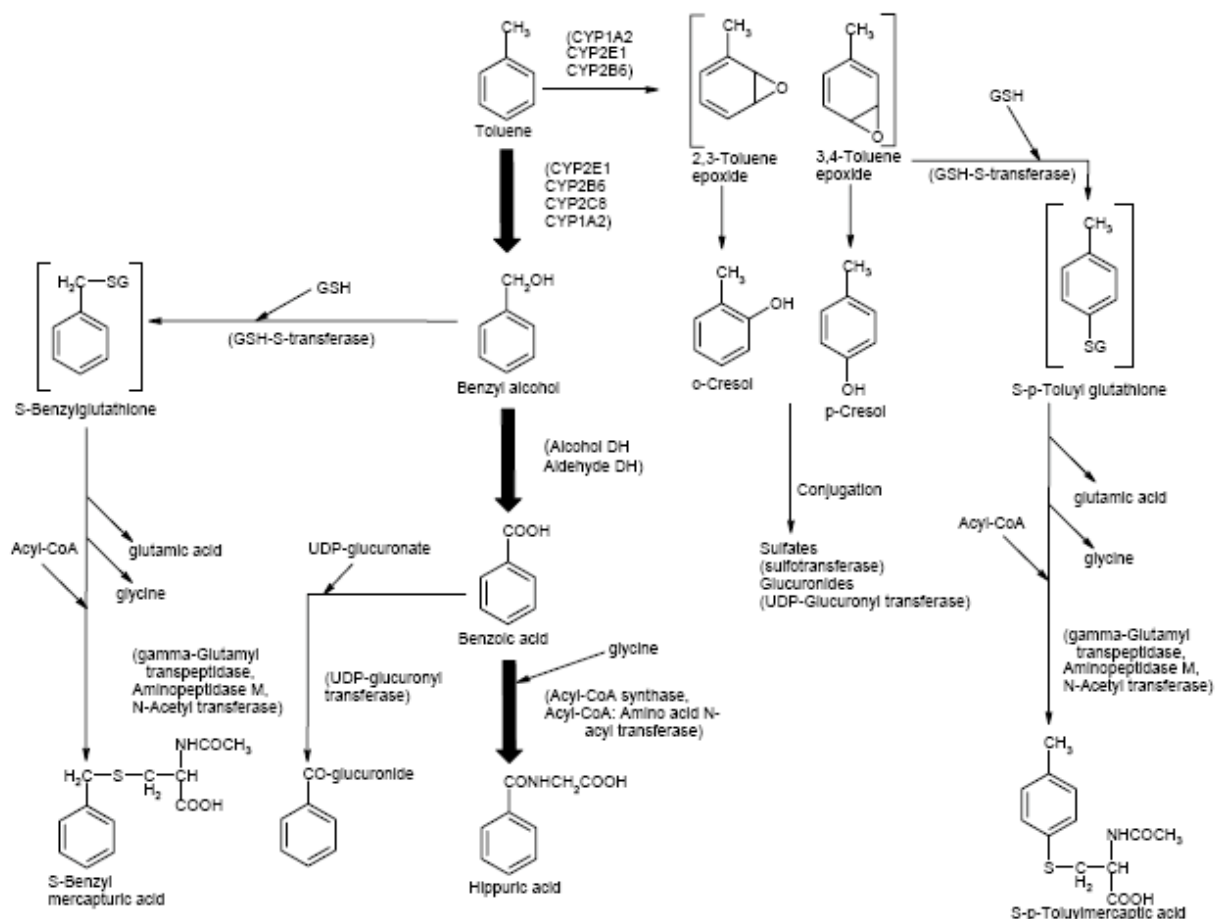 CH3
Toluene
(CYP1A2
CYP2E1
CYP2B6)
CH3
O
2,3-Toluene
epoxide
CH3
O
3,4-Toluene
epoxide
GSH
(GSH-S-transferase)
(CYP2E1
CYP2B6
CYP2C8
CYP1A2)
CH3
SG
S-p-Toluyl glutathione
H2C—SG
S-Benzylglutathione
GSH
(GSH-S-transferase)
CH2OH
Benzyl alcohol
CH3
OH
o-Cresol
CH3
OH
p-Cresol
(Alcohol DH
Aldehyde DH)
Conjugation
Sulfates
(sulfotransferase)
Glucuronides
(UDP-Glucuronyl transferase)
glutamic acid
Acyl-CoA
glycine
(gamma-Glutamyl
transpeptidase,
Aminopeptidase M,
N-Acetyl transferase)
glutamic acid
Acyl-CoA
glycine
(gamma-Glutamyl
transpeptidase,
Aminopeptidase M,
N-Acetyl transferase)
UDP-glucuronate
COOH
Benzoic acid
(UDP-glucuronyl
transferase)
glycine
(Acyl-CoA synthase,
Acyl-CoA: Amino acid N-
acyl transferase)
NHCOCH3
H2C—S—C—CH
H2
COOH
S-Benzyl
mercapturic acid
CO-glucuronide
CONHCH2COOH
Hippuric acid
CH3
NHCOCH3
S—C—CH
H2
COOH
S-p-Toluylmercaptic acid